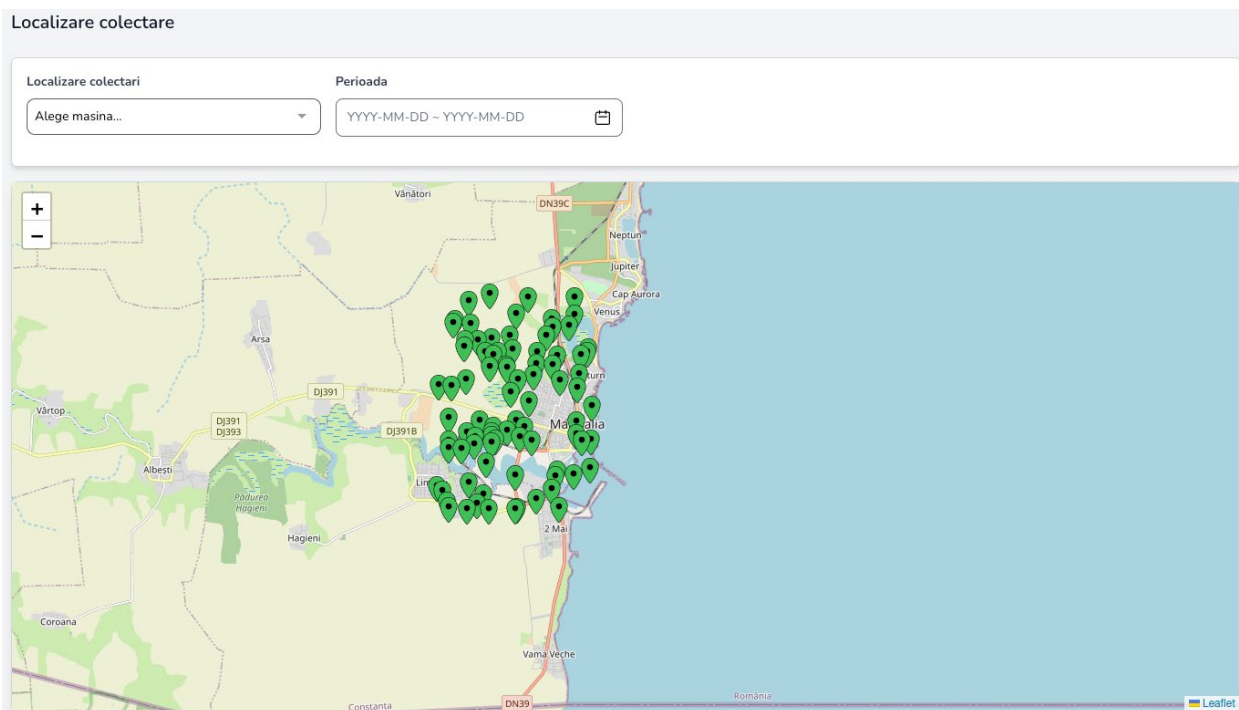 Localizare colectare
Localizare colectari
Perioada
Alege masina...
YYYY-MM-DD ~ YYYY-MM-DD
+
−
Vânători
DN39C
Neptun
Jupiter
Cap Aurora
Venus
Arsa
DJ391
Vârtop
DJ391
DJ393
DJ391B
Albești
Pădurea
Hagieni
Hagieni
2 Mai
Coroana
Vama Veche
Constanța
DN39
România
Leaflet